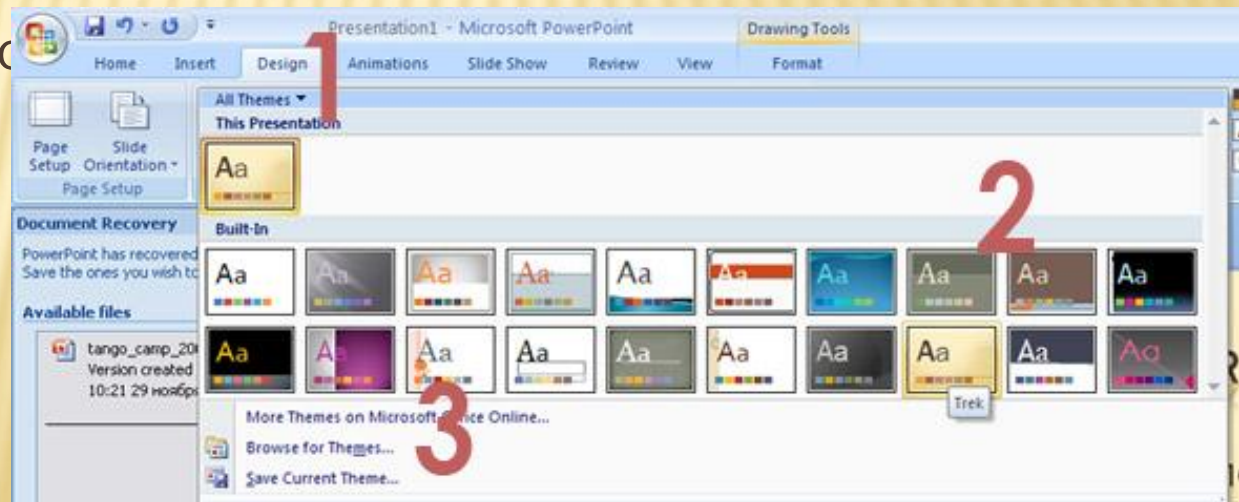 Presentation1 - Microsoft PowerPoint
Drawing Tools
1
Home Insert Design Animations Slide Show Review View Format
All Themes
This Presentation
Page Setup
Slide Orientation
Aa
Page Setup
2
Document Recovery
Built-In
PowerPoint has recovered
Save the ones you wish to
Aa Aa Aa Aa Aa Aa Aa Aa Aa Aa
Available files
tango_camp_20
Version created
10:21 29 ноября
Aa Aa Aa Aa Aa Aa Aa Aa Aa Aa
Trek
3
More Themes on Microsoft Office Online...
Browse for Themes...
Save Current Theme...